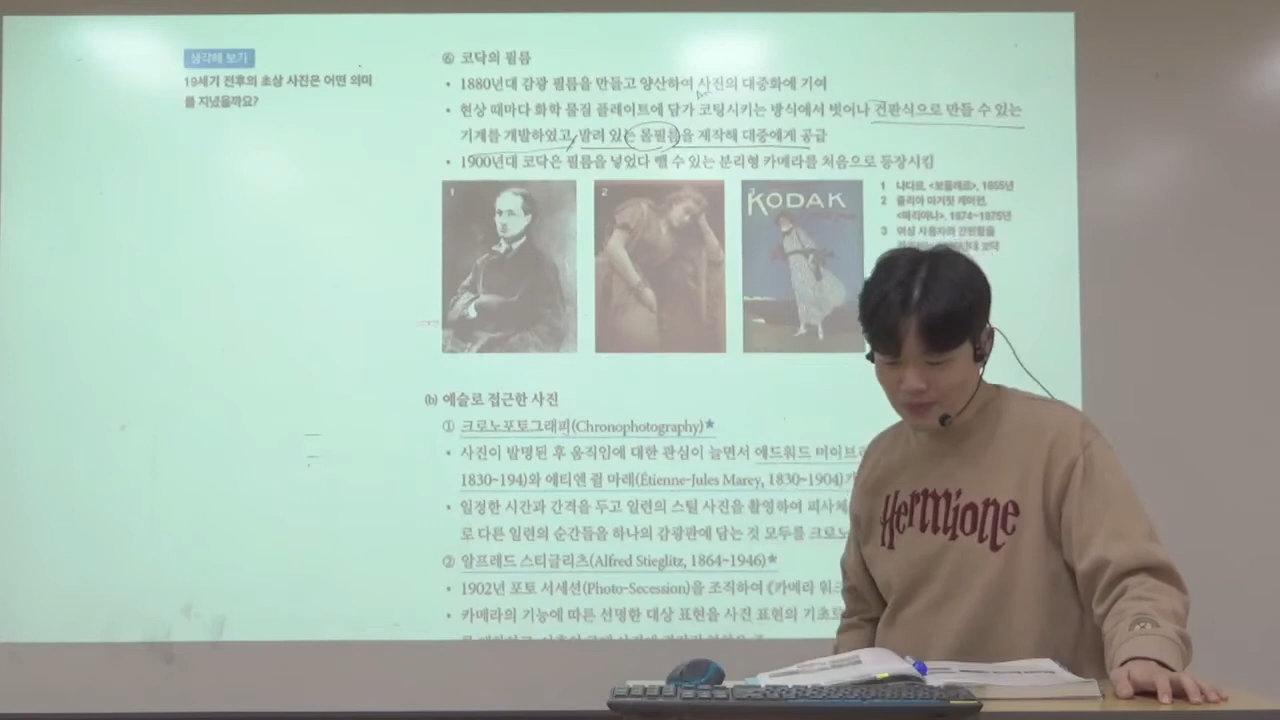 생각해 보기
19세기 전후의 초상 사진은 어떤 의미
를 지녔을까요?
⑥ 코닥의 필름
• 1880년대 감광 필름을 만들고 양산하여 사진의 대중화에 기여
• 현상 때마다 화학 물질 플레이트에 담가 코팅시키는 방식에서 벗어나 건판식으로 만들 수 있는
기계를 개발하였고, 말려 있는 롤필름을 제작해 대중에게 공급
• 1900년대 코닥은 필름을 넣었다 뺄 수 있는 분리형 카메라를 처음으로 등장시킴
1
2
3
KODAK
1 나다르, <보들레르>, 1855년
2 줄리아 마거릿 캐머런,
<마리아나>, 1874~1875년
3 여성 사용자와 간편함을
(b) 예술로 접근한 사진
① 크로노포토그래피(Chronophotography)★
• 사진이 발명된 후 움직임에 대한 관심이 늘면서 에드워드 머이브리
1830~194)와 에티엔 쥘 마레(Étienne-Jules Marey, 1830~1904)가
• 일정한 시간과 간격을 두고 일련의 스틸 사진을 촬영하여 피사체
로 다른 일련의 순간들을 하나의 감광판에 담는 것 모두를 크로노
② 알프레드 스티글리츠(Alfred Stieglitz, 1864~1946)★
• 1902년 포토 서세션(Photo-Secession)을 조직하여 《카메라 워크
• 카메라의 기능에 따른 선명한 대상 표현을 사진 표현의 기초로
Hermione